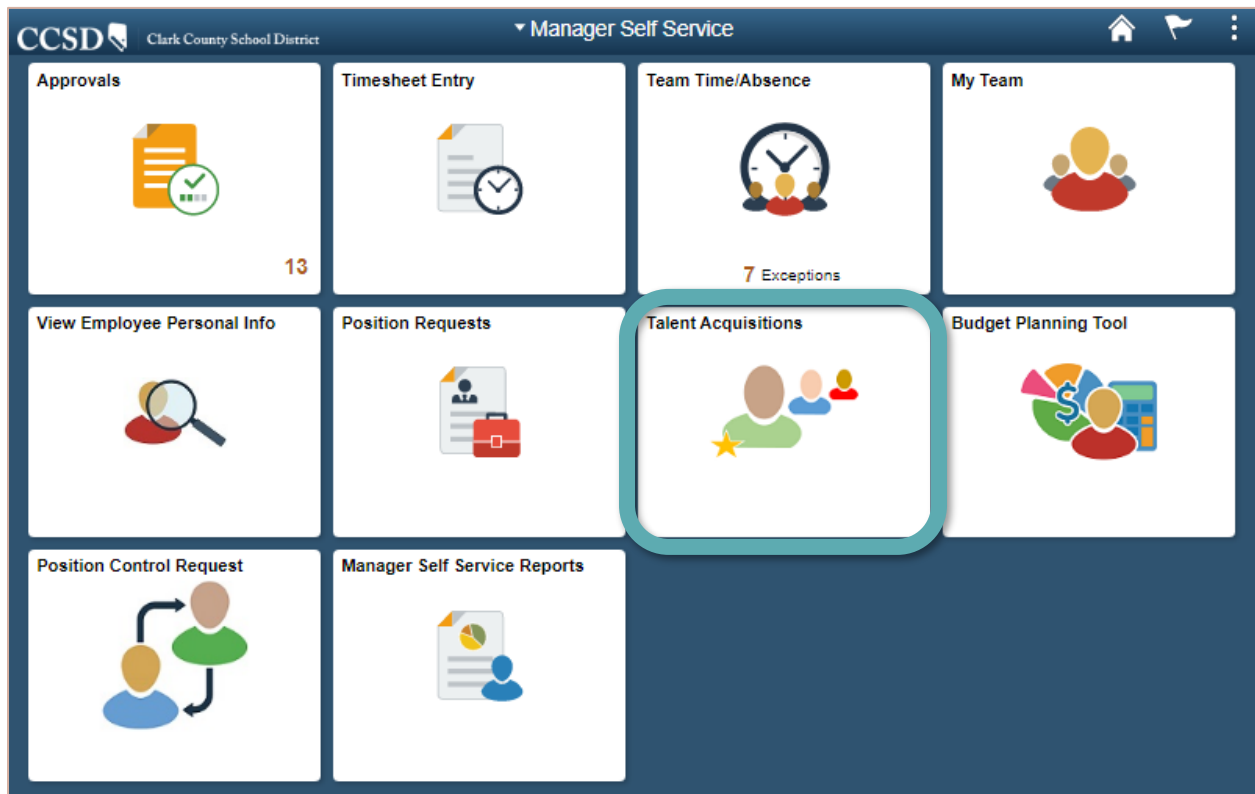 CCSD Clark County School District
Manager Self Service
Approvals
Timesheet Entry
Team Time/Absence
My Team
13
7 Exceptions
View Employee Personal Info
Position Requests
Talent Acquisitions
Budget Planning Tool
$
Position Control Request
Manager Self Service Reports